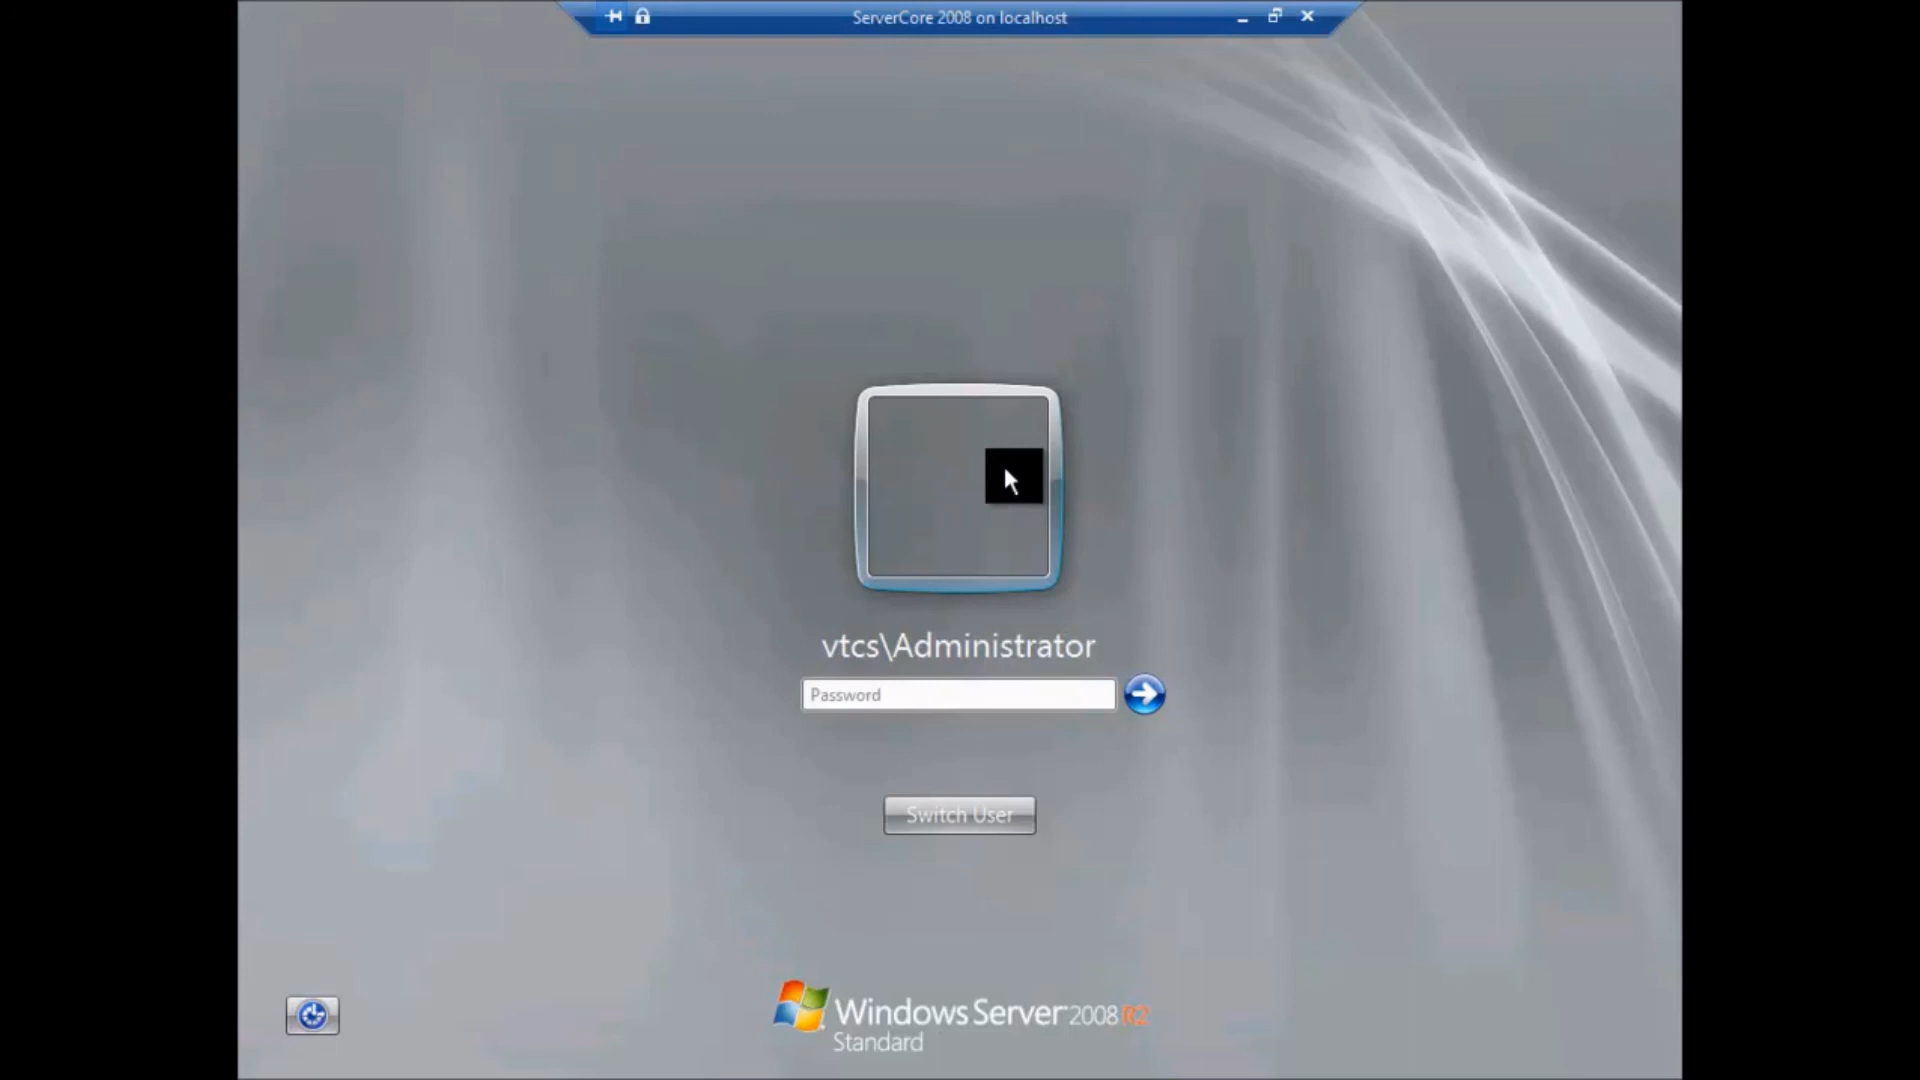 ServerCore 2008 on localhost
vtcs\Administrator
Password
Switch User
Windows Server 2008 R2
Standard